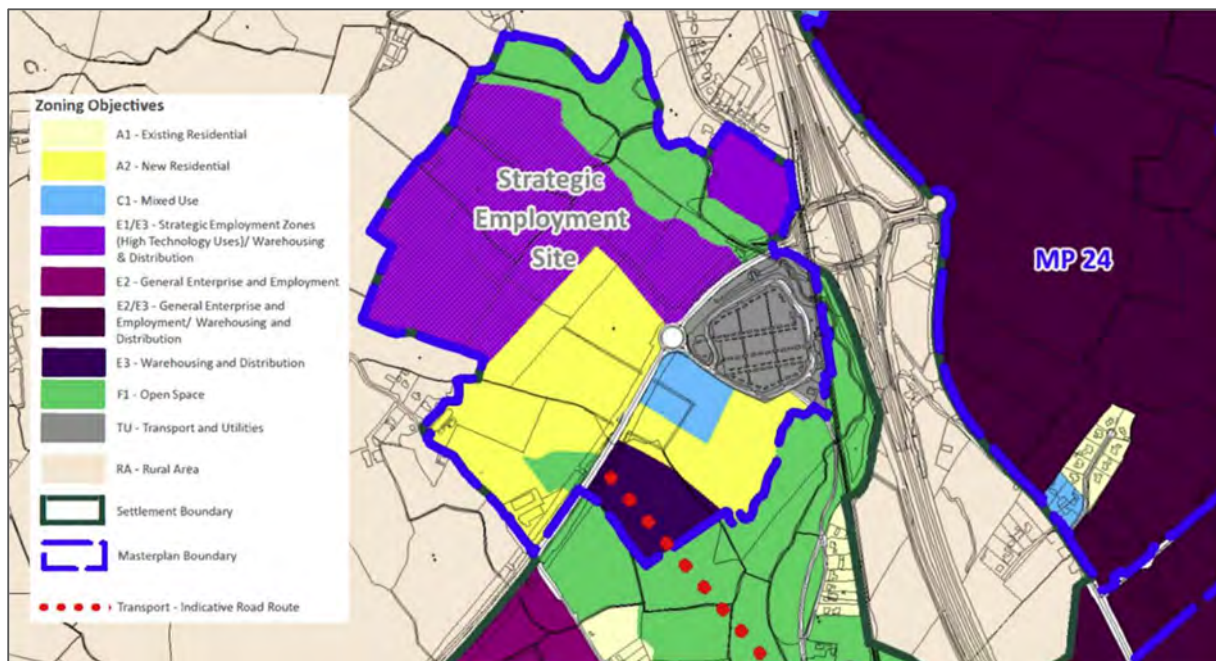 Zoning Objectives
A1 - Existing Residential
A2 - New Residential
C1 - Mixed Use
E1/E3 - Strategic Employment Zones
(High Technology Uses)/ Warehousing
& Distribution
E2 - General Enterprise and Employment
E2/E3 - General Enterprise and
Employment/ Warehousing and
Distribution
E3 - Warehousing and Distribution
F1 - Open Space
TU - Transport and Utilities
RA - Rural Area
Settlement Boundary
Masterplan Boundary
Transport - Indicative Road Route
Strategic
Employment
Site
MP 24